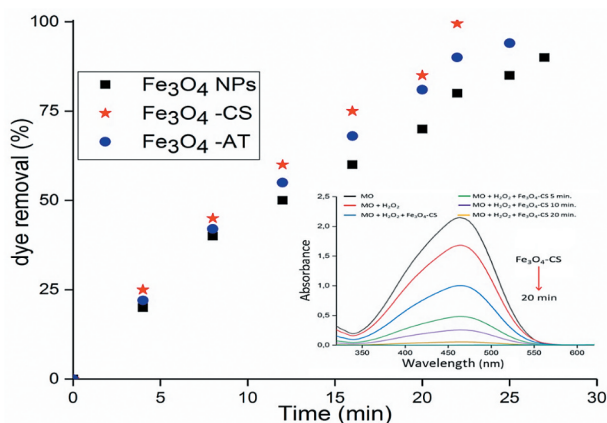 100
75
50
25
0
dye removal (%)
Fe₃O₄ NPs
Fe₃O₄ -CS
Fe₃O₄ -AT
0 5 10 15 20 25 30
Time (min)
MO
MO + H₂O₂
MO + H₂O₂ + Fe₃O₄-CS
MO + H₂O₂ + Fe₃O₄-CS 5 min.
MO + H₂O₂ + Fe₃O₄-CS 10 min.
MO + H₂O₂ + Fe₃O₄-CS 20 min.
2,5
2,0
1,5
1,0
0,5
0,0
Absorbance
Fe₃O₄-CS
20 min
350 400 450 500 550 600
Wavelength (nm)